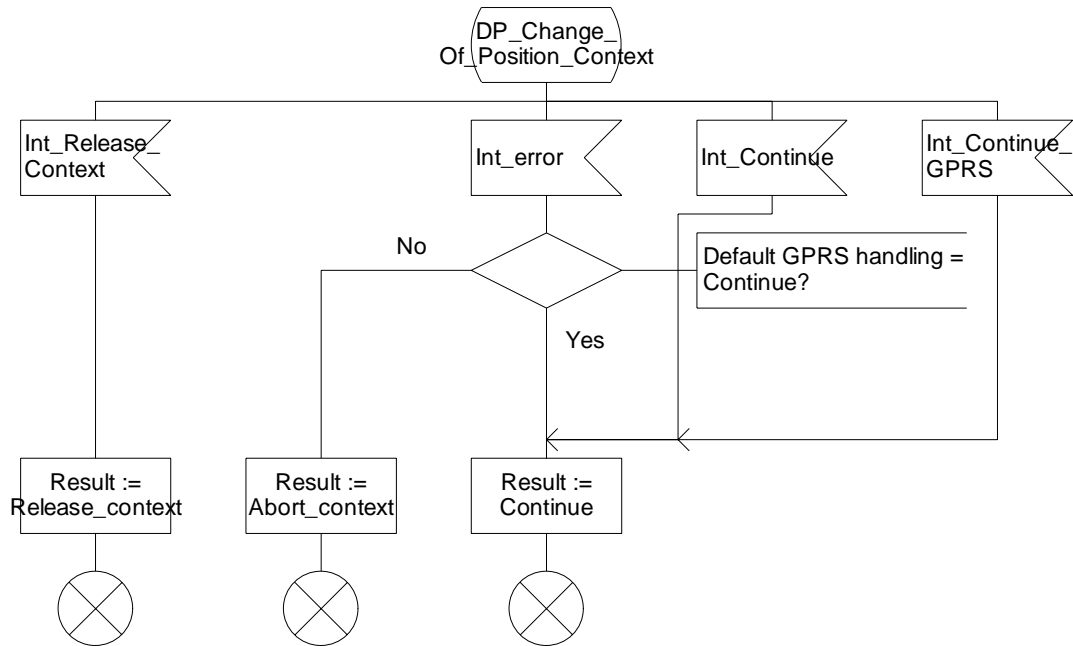 DP_Change_
Of_Position_Context
Int_Release_
Context
Int_error
Int_Continue
Int_Continue_
GPRS
No
Default GPRS handling =
Continue?
Yes
Result :=
Release_context
Result :=
Abort_context
Result :=
Continue